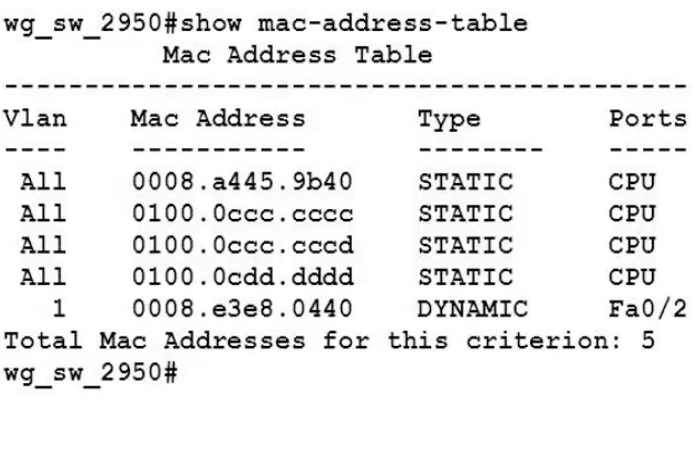 wg_sw_2950#show mac-address-table
Mac Address Table
-------------------------------------------
Vlan Mac Address Type Ports
---- ----------- -------- -----
All 0008.a445.9b40 STATIC CPU
All 0100.0ccc.cccc STATIC CPU
All 0100.0ccc.cccd STATIC CPU
All 0100.0cdd.dddd STATIC CPU
1 0008.e3e8.0440 DYNAMIC Fa0/2
Total Mac Addresses for this criterion: 5
wg_sw_2950#